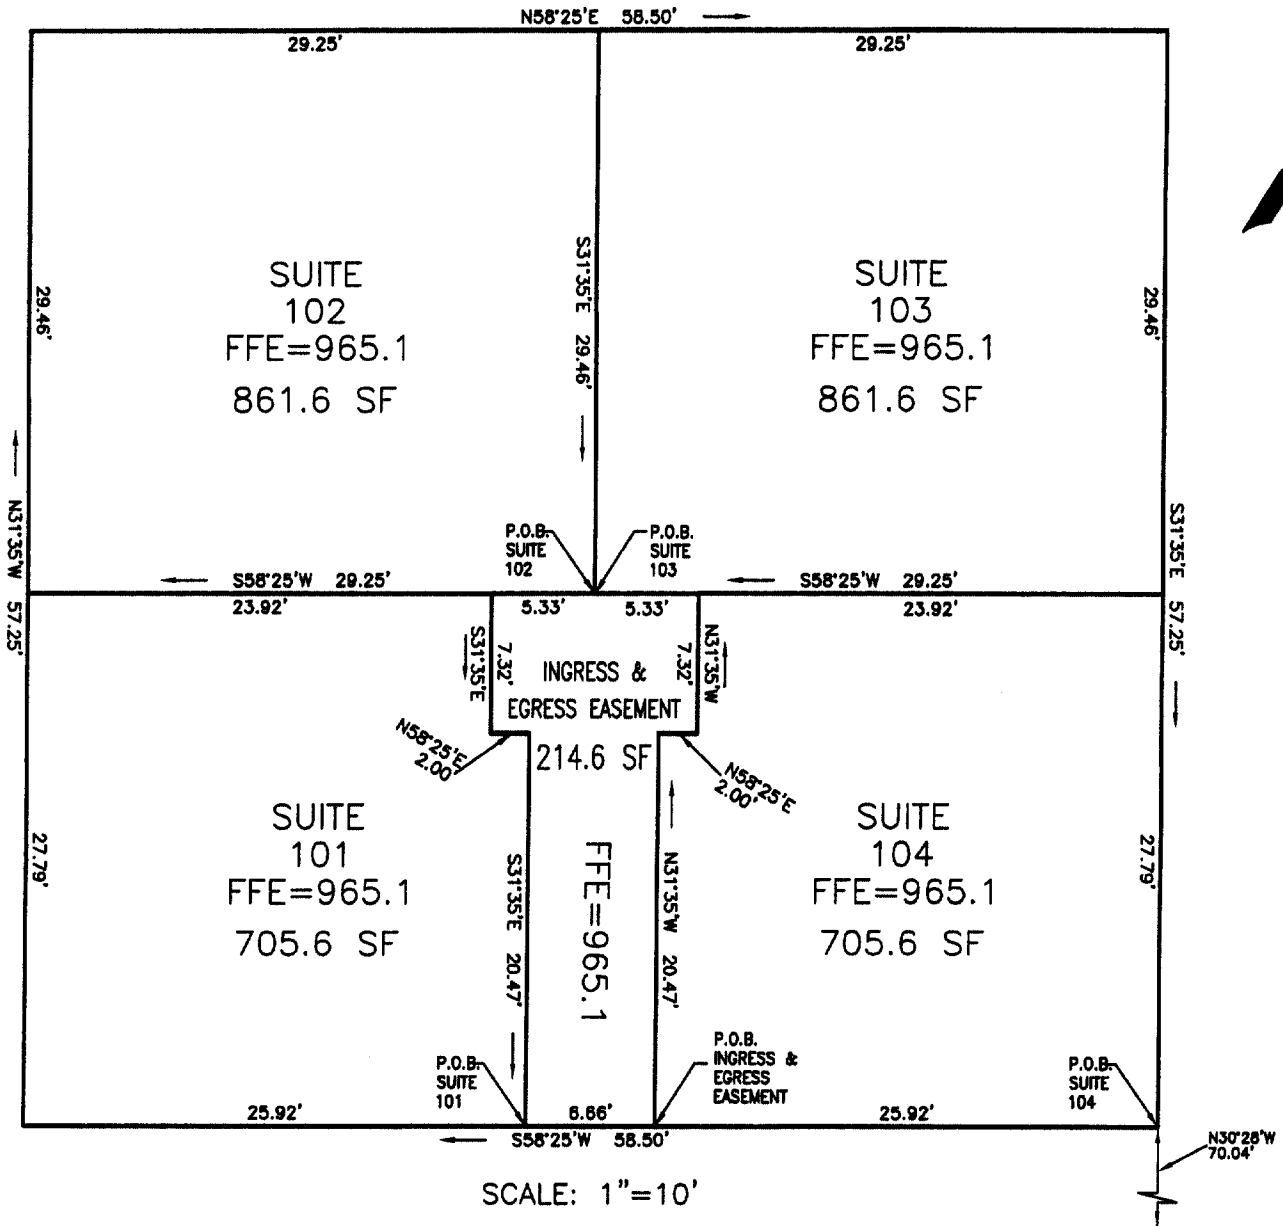 N58°25'E 58.50'
29.25'
29.25'
SUITE
102
FFE=965.1
861.6 SF
S31°35'E 29.46'
SUITE
103
FFE=965.1
861.6 SF
29.46'
29.46'
N31°35'W 57.25'
S31°35'E 57.25'
P.O.B.
SUITE
102
P.O.B.
SUITE
103
S58°25'W 29.25'
S58°25'W 29.25'
23.92'
5.33'
5.33'
23.92'
S31°35'E
7.32'
INGRESS &
EGRESS EASEMENT
214.6 SF
7.32'
N31°35'W
N58°25'E
2.00'
N58°25'E
2.00'
SUITE
101
FFE=965.1
705.6 SF
27.79'
S31°35'E 20.47'
FFE=965.1
N31°35'W 20.47'
SUITE
104
FFE=965.1
705.6 SF
27.79'
P.O.B.
SUITE
101
P.O.B.
INGRESS &
EGRESS
EASEMENT
P.O.B.
SUITE
104
25.92'
6.66'
25.92'
S58°25'W 58.50'
N30°28'W
70.04'
SCALE: 1"=10'